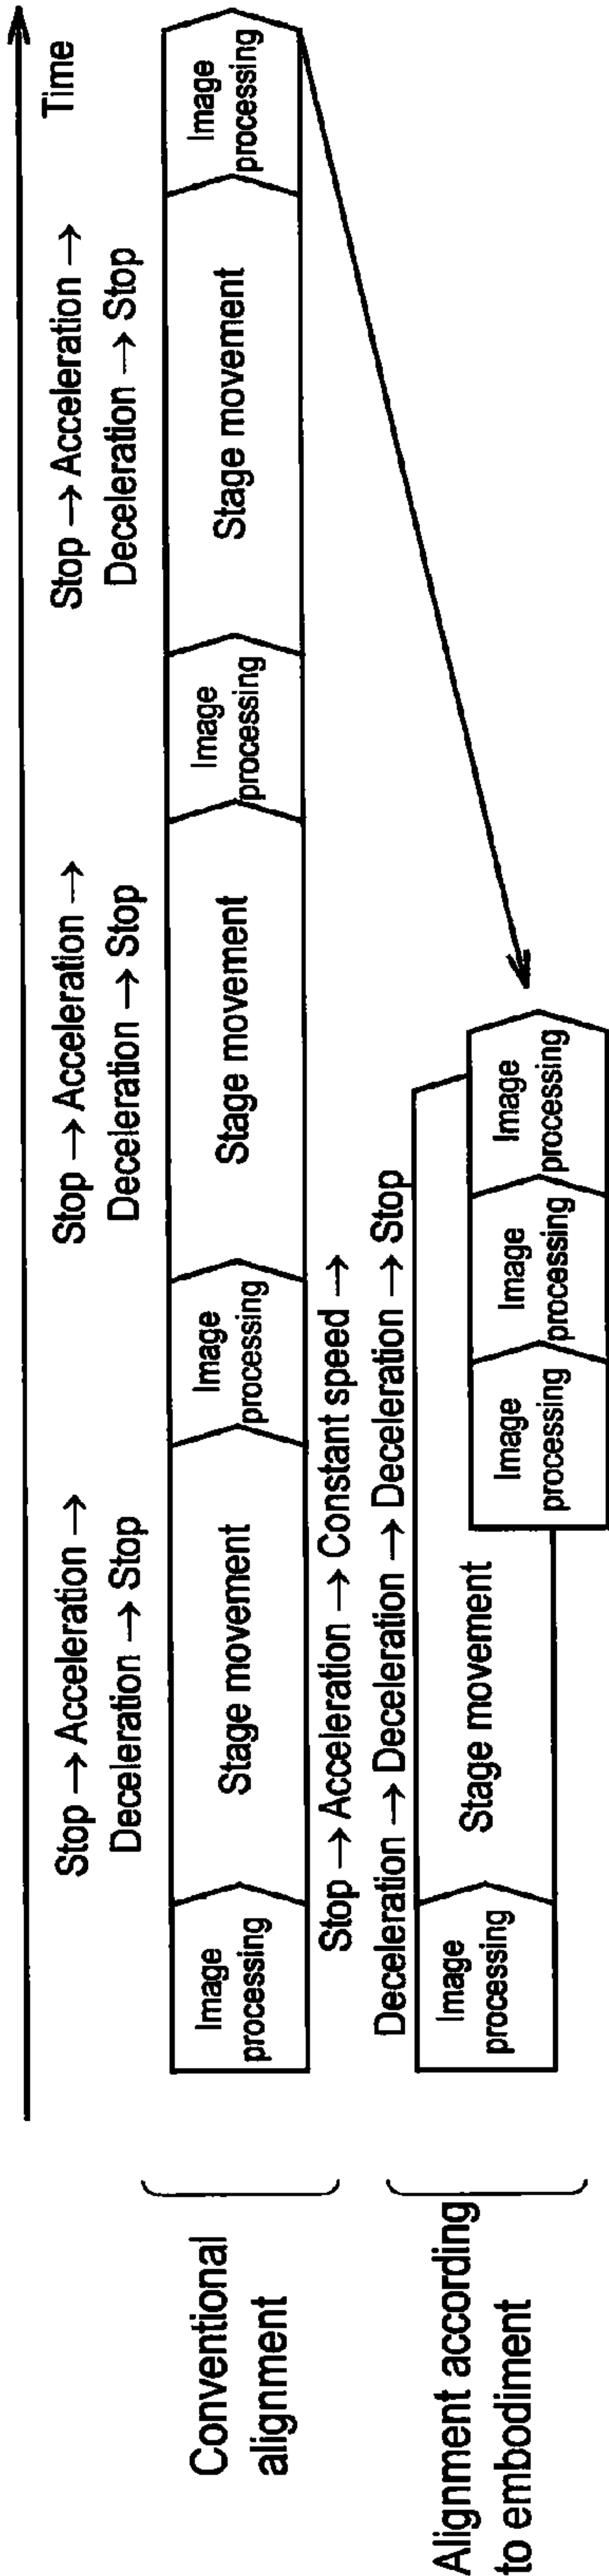 Time
Stop → Acceleration →
Deceleration → Stop
Stop → Acceleration →
Deceleration → Stop
Stop → Acceleration →
Deceleration → Stop
Conventional
alignment
Image
processing
Stage movement
Image
processing
Stage movement
Image
processing
Stage movement
Image
processing
Stop → Acceleration → Constant speed →
Deceleration → Deceleration → Deceleration → Stop
Alignment according
to embodiment
Image
processing
Stage movement
Image
processing
Image
processing
Image
processing